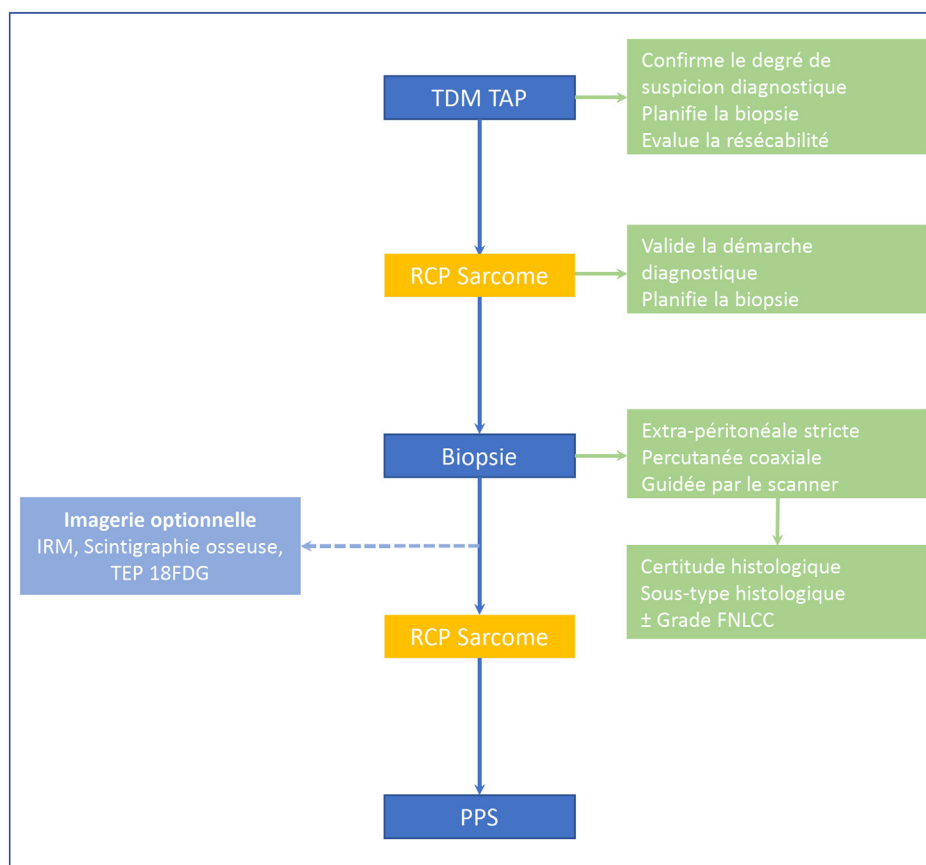 TDM TAP
Confirme le degré de
suspicion diagnostique
Planifie la biopsie
Evalue la résécabilité
RCP Sarcome
Valide la démarche
diagnostique
Planifie la biopsie
Biopsie
Extra-péritonéale stricte
Percutanée coaxiale
Guidée par le scanner
Imagerie optionnelle
IRM, Scintigraphie osseuse,
TEP 18FDG
Certitude histologique
Sous-type histologique
± Grade FNLCC
RCP Sarcome
PPS